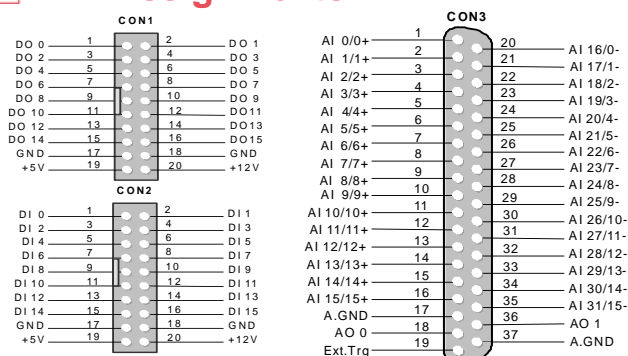 CON1
DO 0 1 2 DO 1
DO 2 3 4 DO 3
DO 4 5 6 DO 5
DO 6 7 8 DO 7
DO 8 9 10 DO 9
DO 10 11 12 DO11
DO 12 13 14 DO13
DO 14 15 16 DO15
GND 17 18 GND
+5V 19 20 +12V
CON2
DI 0 1 2 DI 1
DI 2 3 4 DI 3
DI 4 5 6 DI 5
DI 6 7 8 DI 7
DI 8 9 10 DI 9
DI 10 11 12 DI 11
DI 12 13 14 DI 13
DI 14 15 16 DI 15
GND 17 18 GND
+5V 19 20 +12V
CON3
AI 0/0+ 1
20 AI 16/0-
AI 1/1+ 2
21 AI 17/1-
AI 2/2+ 3
22 AI 18/2-
AI 3/3+ 4
23 AI 19/3-
AI 4/4+ 5
24 AI 20/4-
AI 5/5+ 6
25 AI 21/5-
AI 6/6+ 7
26 AI 22/6-
AI 7/7+ 8
27 AI 23/7-
AI 8/8+ 9
28 AI 24/8-
AI 9/9+ 10
29 AI 25/9-
AI 10/10+ 11
30 AI 26/10-
AI 11/11+ 12
31 AI 27/11-
AI 12/12+ 13
32 AI 28/12-
AI 13/13+ 14
33 AI 29/13-
AI 14/14+ 15
34 AI 30/14-
AI 15/15+ 16
35 AI 31/15-
A.GND 17
36 AO 1
AO 0 18
37 A.GND
Ext.Trg 19